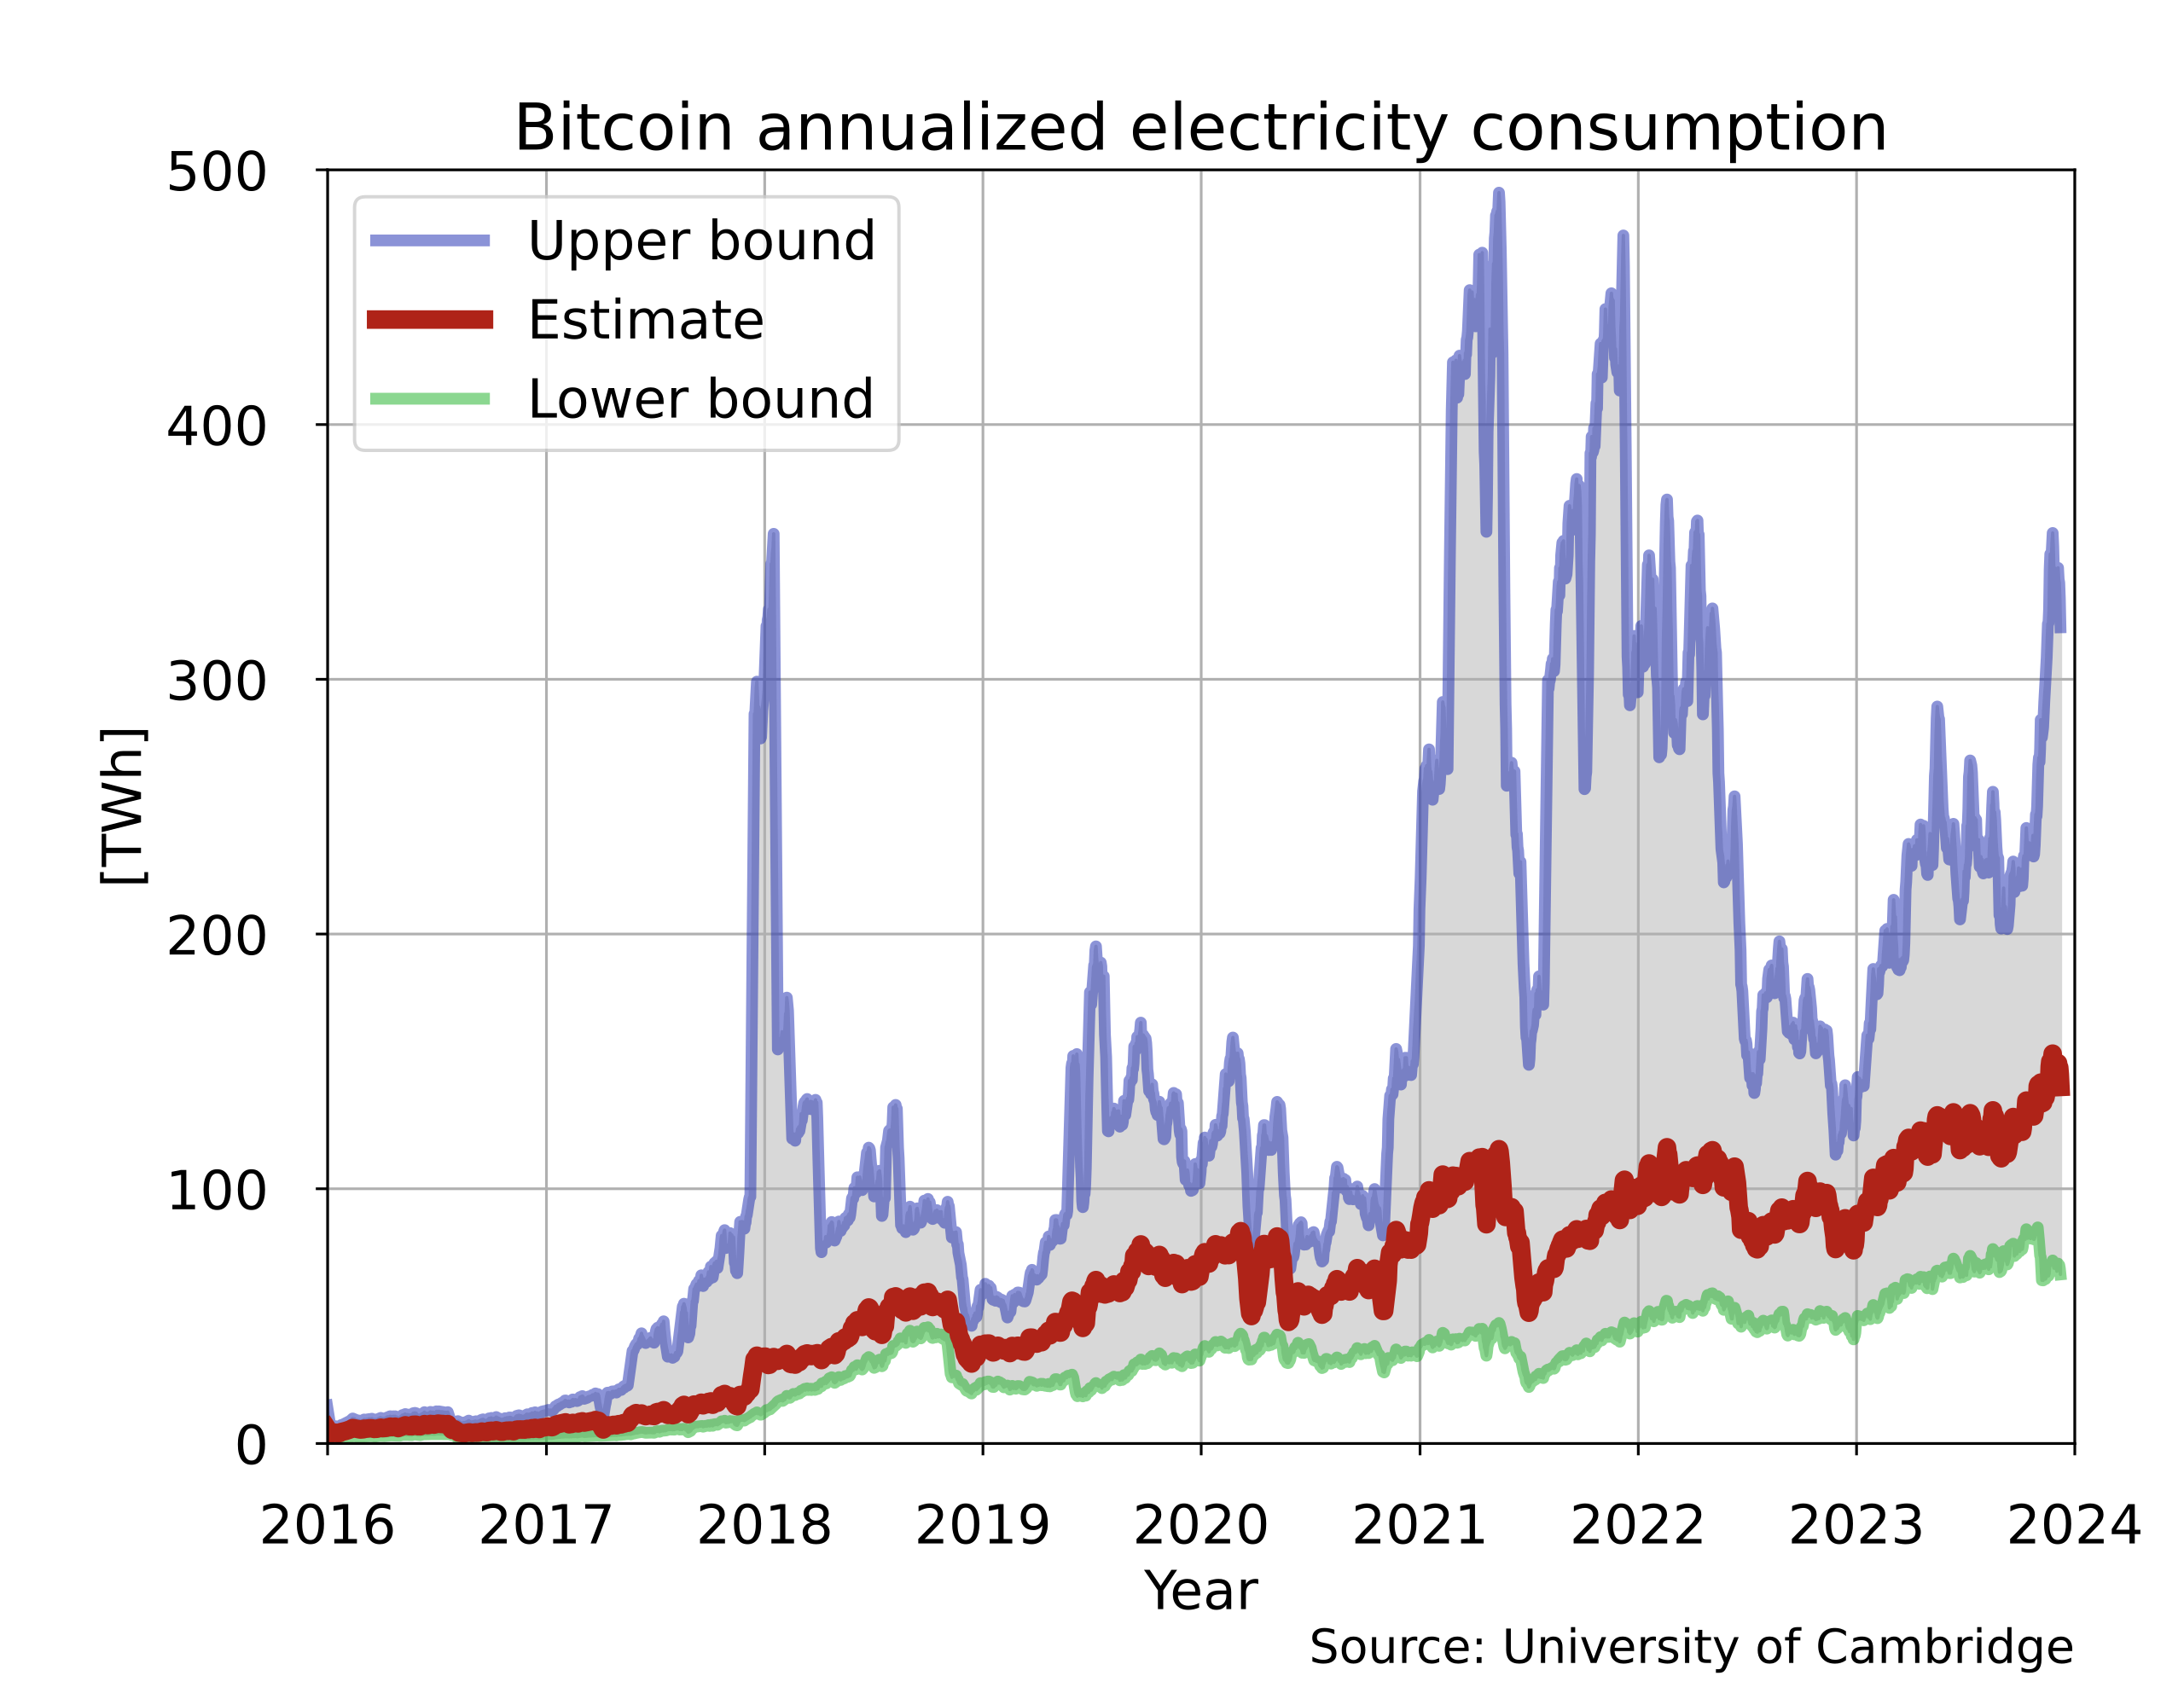 Bitcoin annualized electricity consumption
500
400
300
200
100
0
[TWh]
Upper bound
Estimate
Lower bound
2016 2017 2018 2019 2020 2021 2022 2023 2024
Year
Source: University of Cambridge